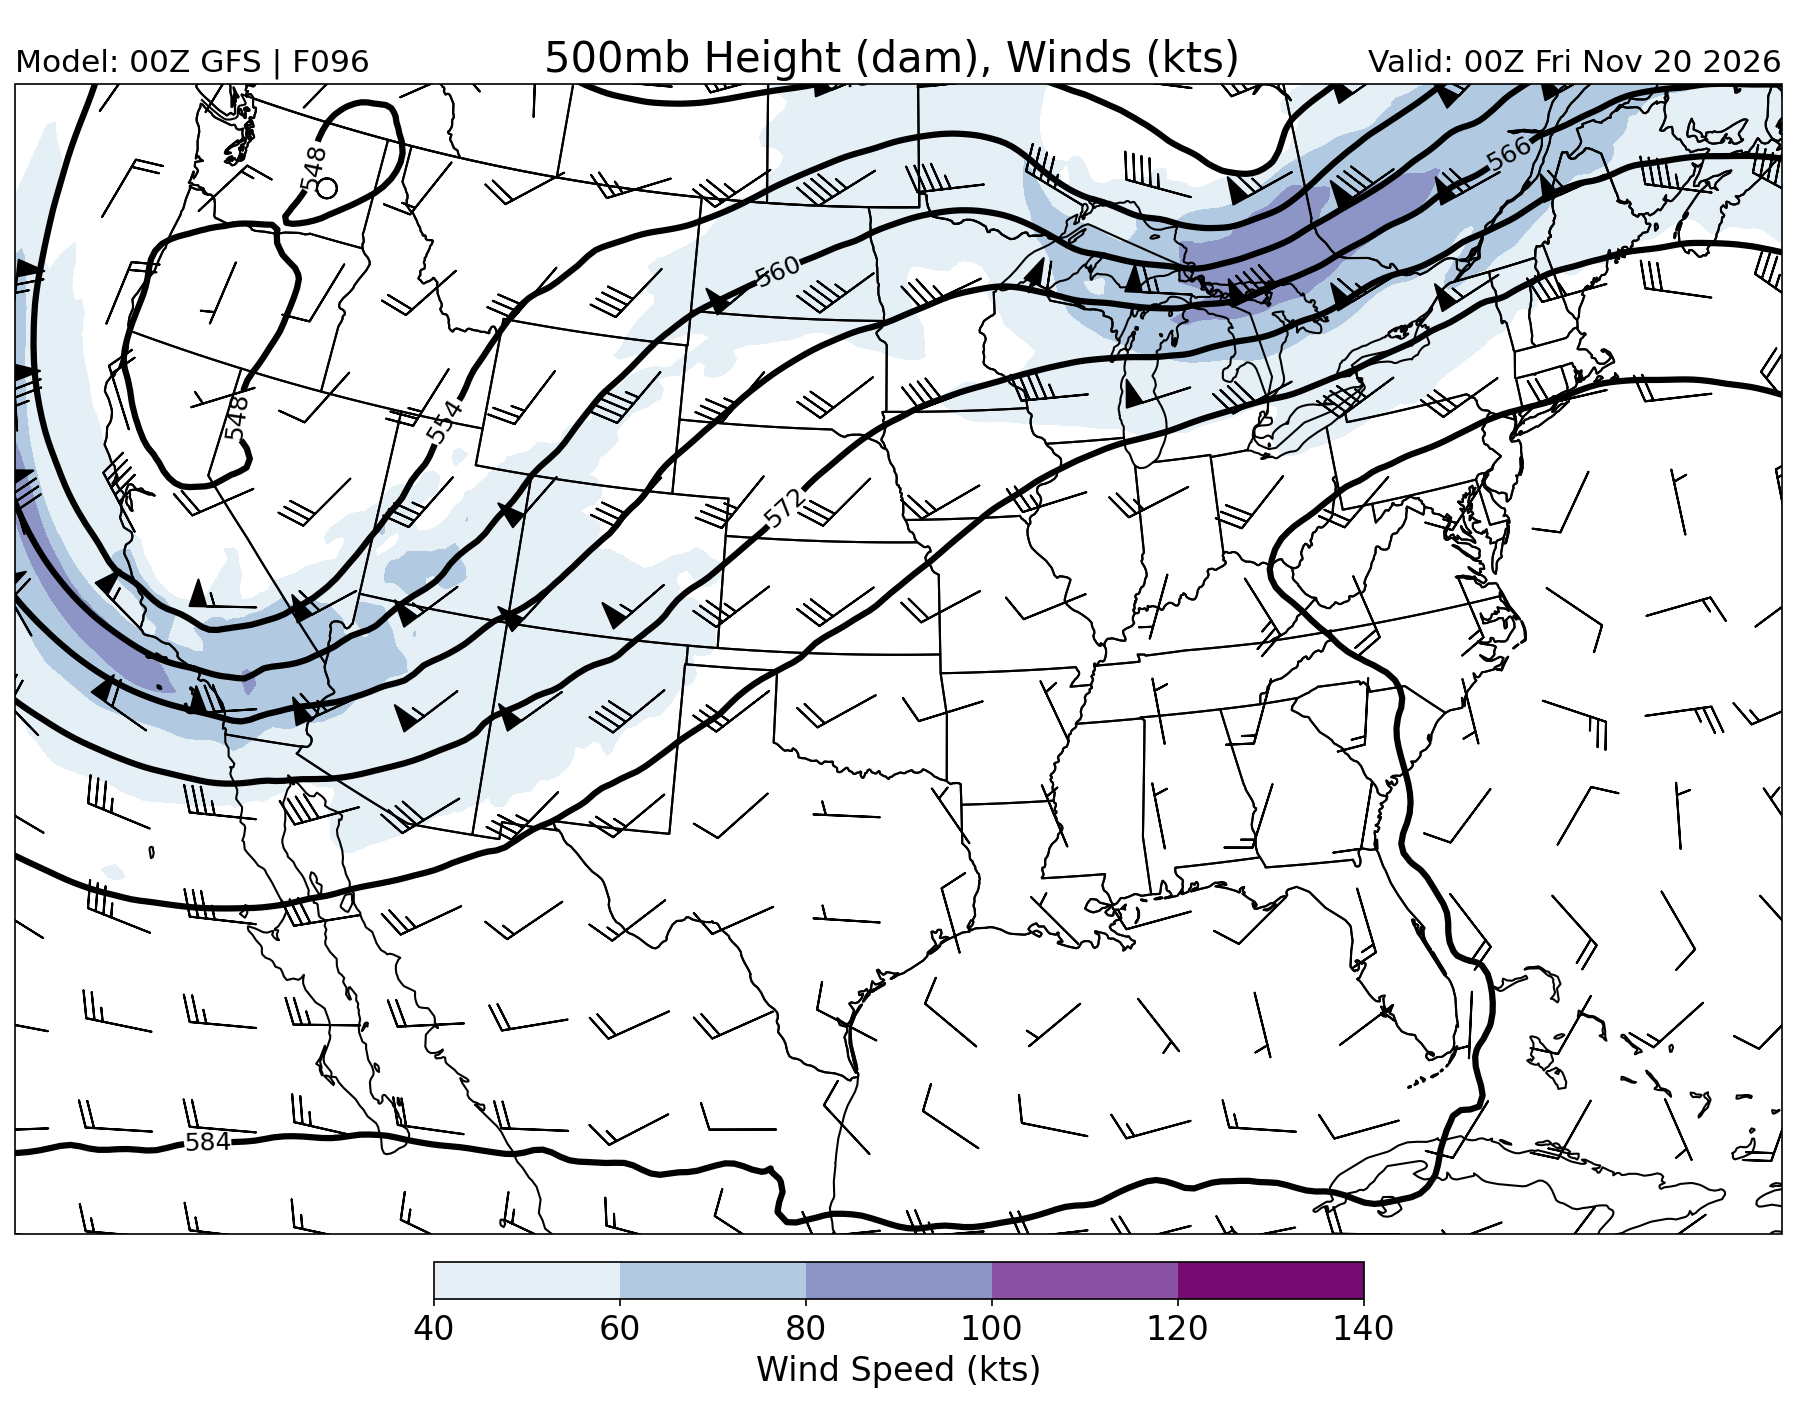 Model: 00Z GFS | F096
500mb Height (dam), Winds (kts)
Valid: 00Z Fri Nov 20 2026
548
566
560
548
554
572
584
40 60 80 100 120 140
Wind Speed (kts)